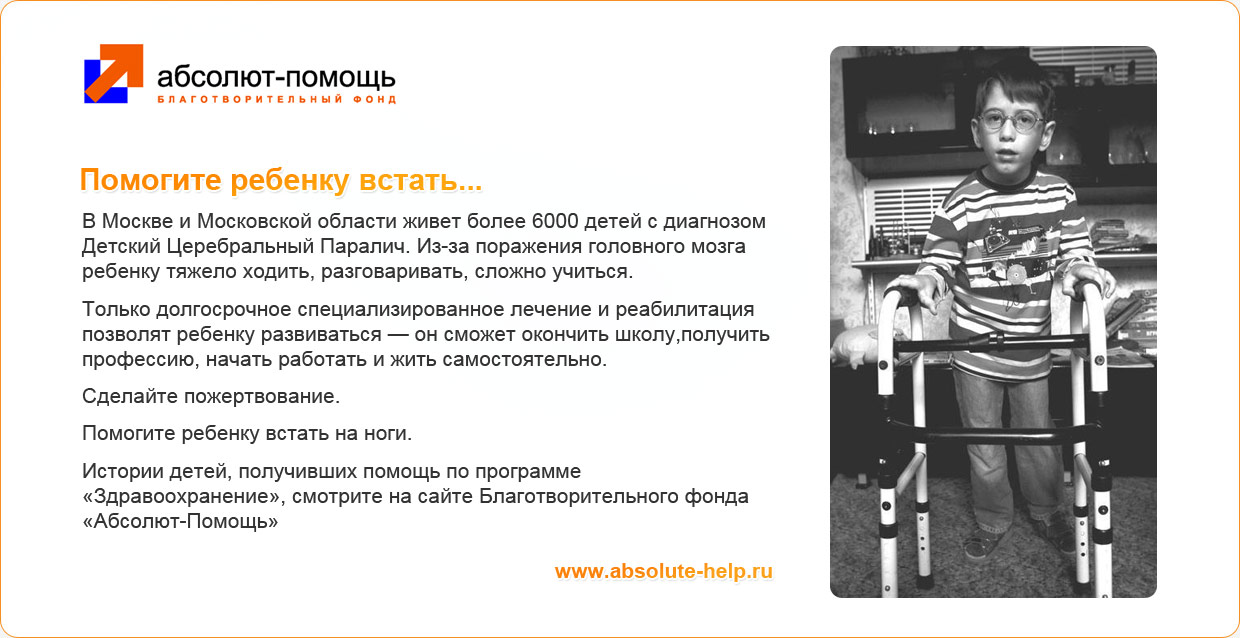 абсолют-помощь
БЛАГОТВОРИТЕЛЬНЫЙ ФОНД
Помогите ребенку встать...
В Москве и Московской области живет более 6000 детей с диагнозом
Детский Церебральный Паралич. Из-за поражения головного мозга
ребенку тяжело ходить, разговаривать, сложно учиться.
Только долгосрочное специализированное лечение и реабилитация
позволят ребенку развиваться — он сможет окончить школу,получить
профессию, начать работать и жить самостоятельно.
Сделайте пожертвование.
Помогите ребенку встать на ноги.
Истории детей, получивших помощь по программе
«Здравоохранение», смотрите на сайте Благотворительного фонда
«Абсолют-Помощь»
www.absolute-help.ru